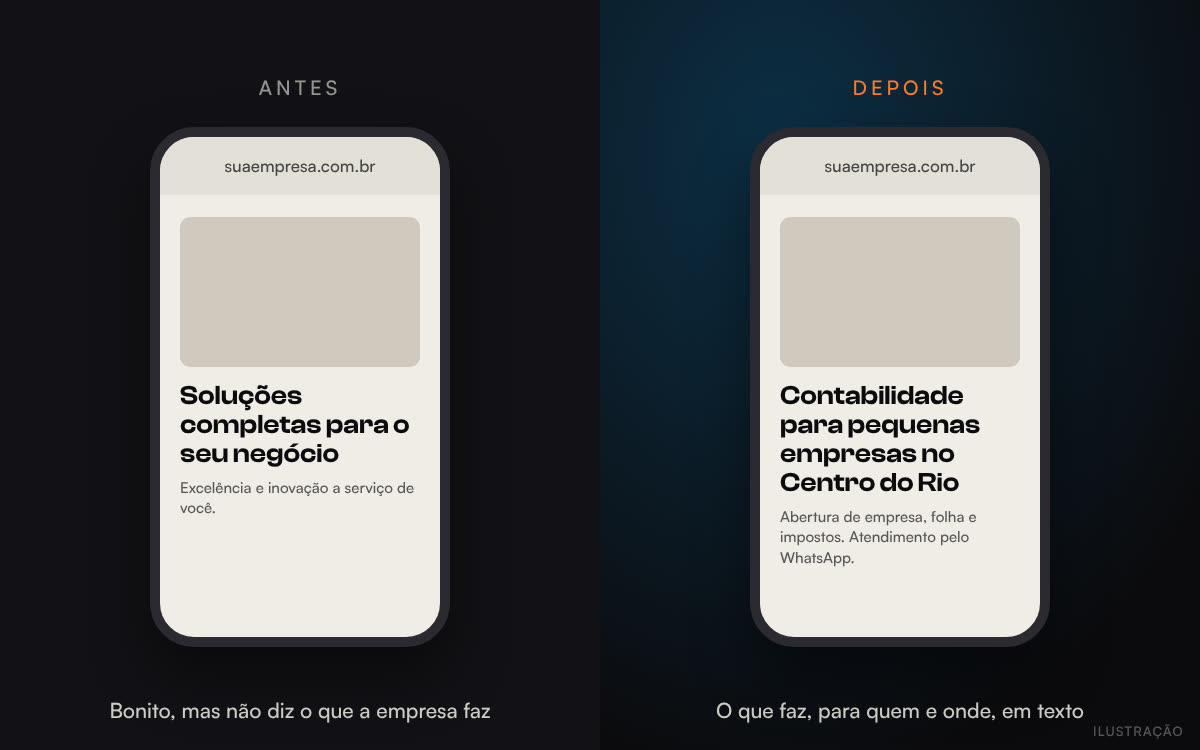 ANTES
suaempresa.com.br
Soluções
completas para o
seu negócio
Excelência e inovação a serviço de
você.
Bonito, mas não diz o que a empresa faz
DEPOIS
suaempresa.com.br
Contabilidade
para pequenas
empresas no
Centro do Rio
Abertura de empresa, folha e
impostos. Atendimento pelo
WhatsApp.
O que faz, para quem e onde, em texto
ILUSTRAÇÃO